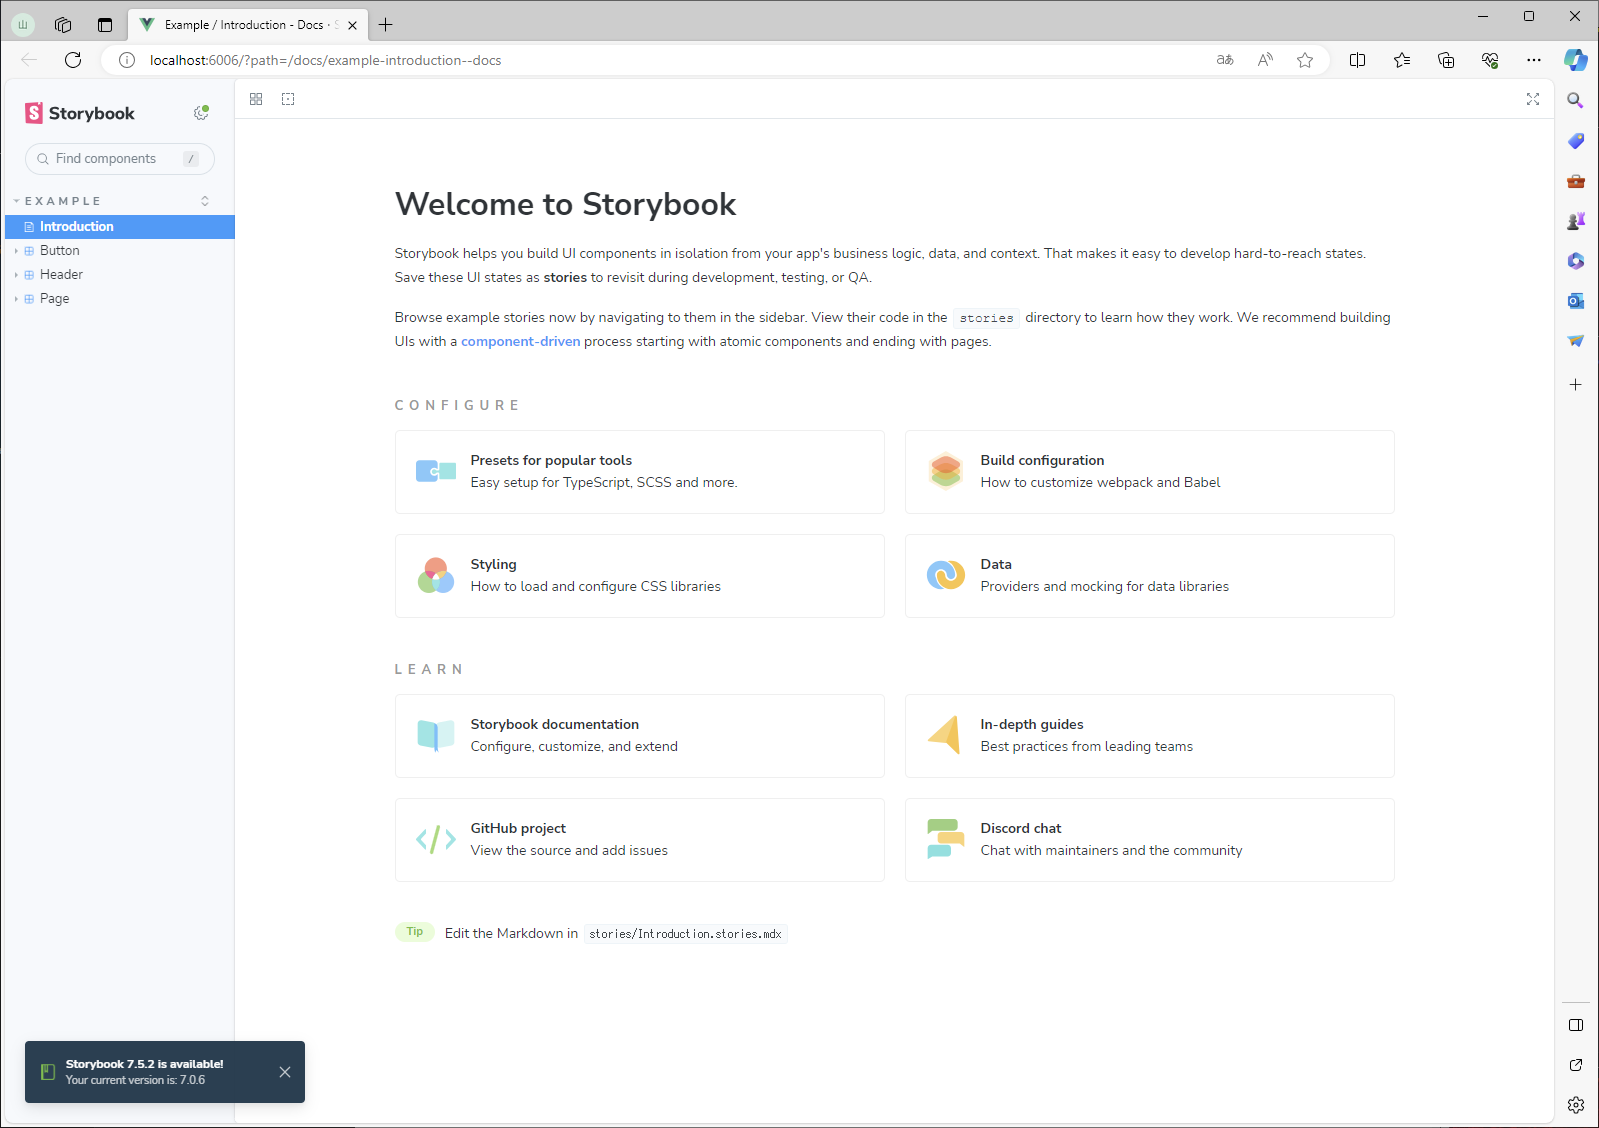 Example / Introduction - Docs ·
localhost:6006/?path=/docs/example-introduction--docs
Storybook
Find components /
EXAMPLE
Introduction
Button
Header
Page
Welcome to Storybook
Storybook helps you build UI components in isolation from your app's business logic, data, and context. That makes it easy to develop hard-to-reach states.
Save these UI states as stories to revisit during development, testing, or QA.
Browse example stories now by navigating to them in the sidebar. View their code in the stories directory to learn how they work. We recommend building
UIs with a component-driven process starting with atomic components and ending with pages.
CONFIGURE
Presets for popular tools
Easy setup for TypeScript, SCSS and more.
Build configuration
How to customize webpack and Babel
Styling
How to load and configure CSS libraries
Data
Providers and mocking for data libraries
LEARN
Storybook documentation
Configure, customize, and extend
In-depth guides
Best practices from leading teams
GitHub project
View the source and add issues
Discord chat
Chat with maintainers and the community
Tip Edit the Markdown in stories/Introduction.stories.mdx
Storybook 7.5.2 is available!
Your current version is: 7.0.6